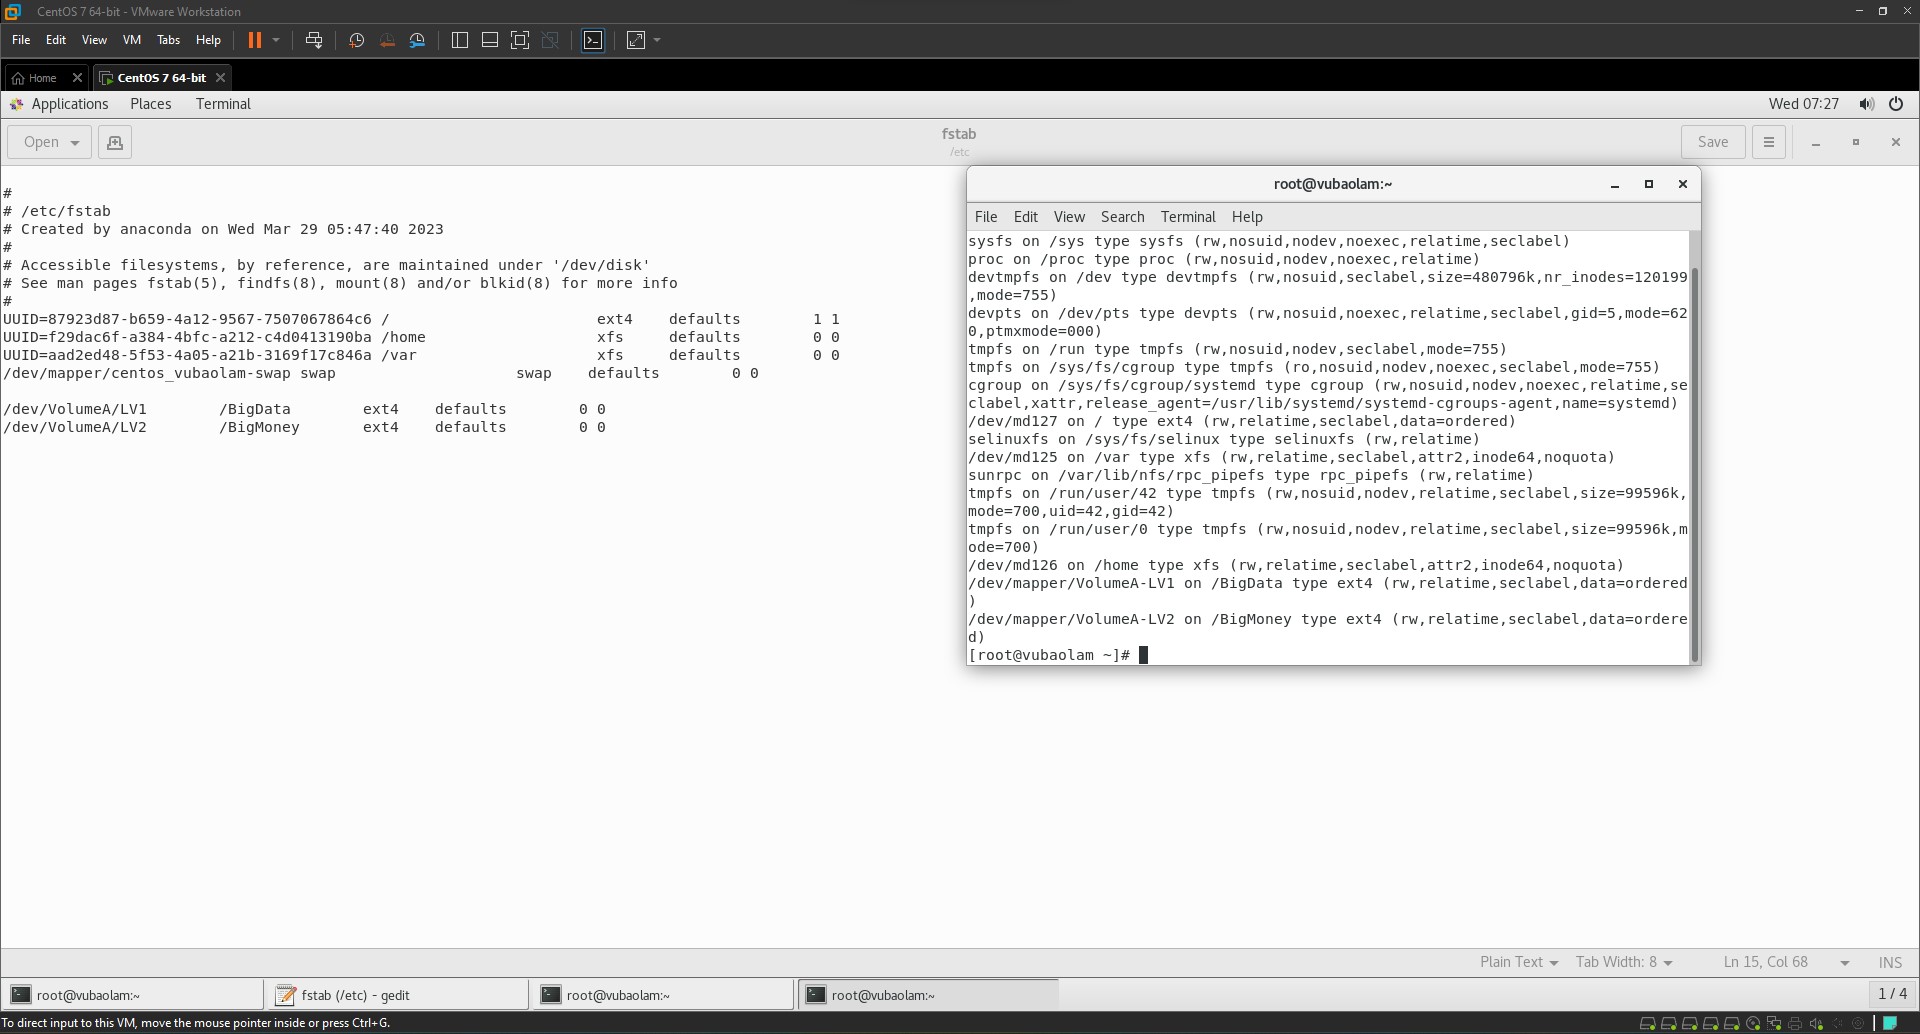 CentOS 7 64-bit - VMware Workstation
File Edit View VM Tabs Help
Home CentOS 7 64-bit
Applications Places Terminal Wed 07:27
Open fstab Save
/etc
#
# /etc/fstab
# Created by anaconda on Wed Mar 29 05:47:40 2023
#
# Accessible filesystems, by reference, are maintained under '/dev/disk'
# See man pages fstab(5), findfs(8), mount(8) and/or blkid(8) for more info
#
UUID=87923d87-b659-4a12-9567-7507067864c6 / ext4 defaults 1 1
UUID=f29dac6f-a384-4bfc-a212-c4d0413190ba /home xfs defaults 0 0
UUID=aad2ed48-5f53-4a05-a21b-3169f17c846a /var xfs defaults 0 0
/dev/mapper/centos_vubaolam-swap swap swap defaults 0 0
/dev/VolumeA/LV1 /BigData ext4 defaults 0 0
/dev/VolumeA/LV2 /BigMoney ext4 defaults 0 0
root@vubaolam:~
File Edit View Search Terminal Help
sysfs on /sys type sysfs (rw,nosuid,nodev,noexec,relatime,seclabel)
proc on /proc type proc (rw,nosuid,nodev,noexec,relatime)
devtmpfs on /dev type devtmpfs (rw,nosuid,seclabel,size=480796k,nr_inodes=120199
,mode=755)
devpts on /dev/pts type devpts (rw,nosuid,noexec,relatime,seclabel,gid=5,mode=62
0,ptmxmode=000)
tmpfs on /run type tmpfs (rw,nosuid,nodev,seclabel,mode=755)
tmpfs on /sys/fs/cgroup type tmpfs (ro,nosuid,nodev,noexec,seclabel,mode=755)
cgroup on /sys/fs/cgroup/systemd type cgroup (rw,nosuid,nodev,noexec,relatime,se
clabel,xattr,release_agent=/usr/lib/systemd/systemd-cgroups-agent,name=systemd)
/dev/md127 on / type ext4 (rw,relatime,seclabel,data=ordered)
selinuxfs on /sys/fs/selinux type selinuxfs (rw,relatime)
/dev/md125 on /var type xfs (rw,relatime,seclabel,attr2,inode64,noquota)
sunrpc on /var/lib/nfs/rpc_pipefs type rpc_pipefs (rw,relatime)
tmpfs on /run/user/42 type tmpfs (rw,nosuid,nodev,relatime,seclabel,size=99596k,
mode=700,uid=42,gid=42)
tmpfs on /run/user/0 type tmpfs (rw,nosuid,nodev,relatime,seclabel,size=99596k,m
ode=700)
/dev/md126 on /home type xfs (rw,relatime,seclabel,attr2,inode64,noquota)
/dev/mapper/VolumeA-LV1 on /BigData type ext4 (rw,relatime,seclabel,data=ordered
)
/dev/mapper/VolumeA-LV2 on /BigMoney type ext4 (rw,relatime,seclabel,data=ordere
d)
[root@vubaolam ~]#
Plain Text Tab Width: 8 Ln 15, Col 68 INS
root@vubaolam:~ fstab (/etc) - gedit root@vubaolam:~ root@vubaolam:~ 1 / 4
To direct input to this VM, move the mouse pointer inside or press Ctrl+G.